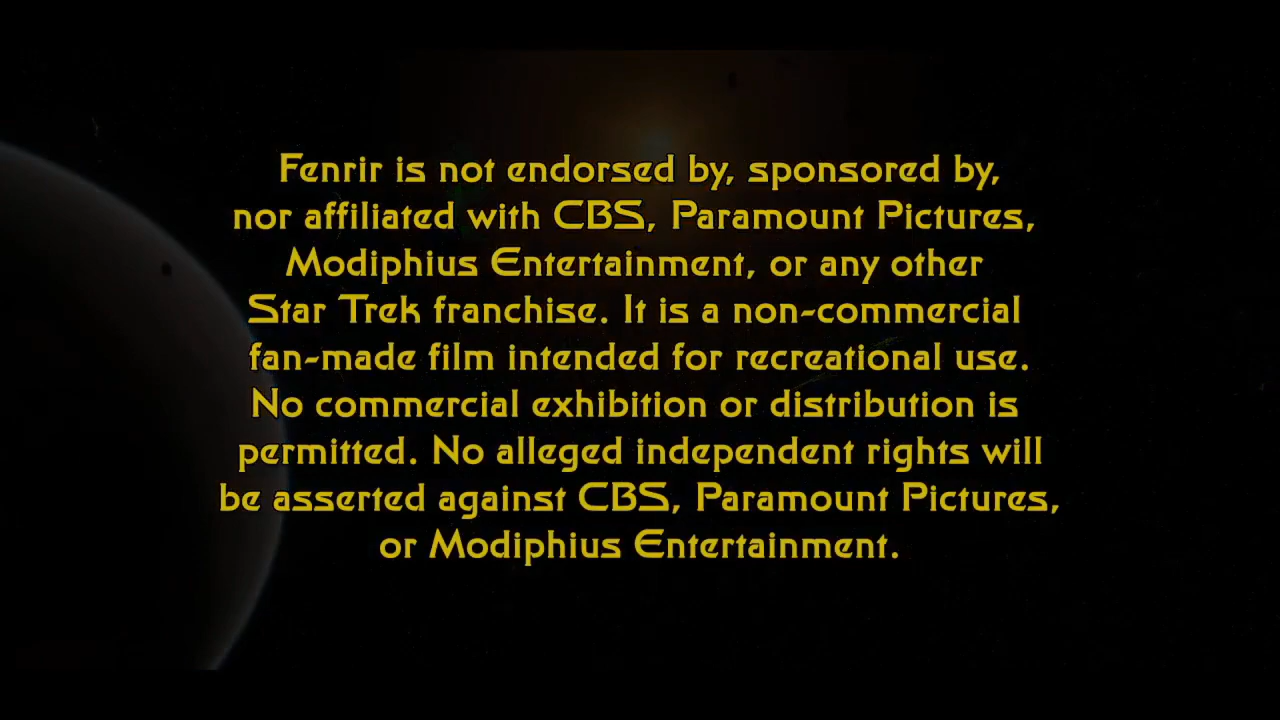 Fenrir is not endorsed by, sponsored by,
nor affiliated with CBS, Paramount Pictures,
Modiphius Entertainment, or any other
Star Trek franchise. It is a non-commercial
fan-made film intended for recreational use.
No commercial exhibition or distribution is
permitted. No alleged independent rights will
be asserted against CBS, Paramount Pictures,
or Modiphius Entertainment.